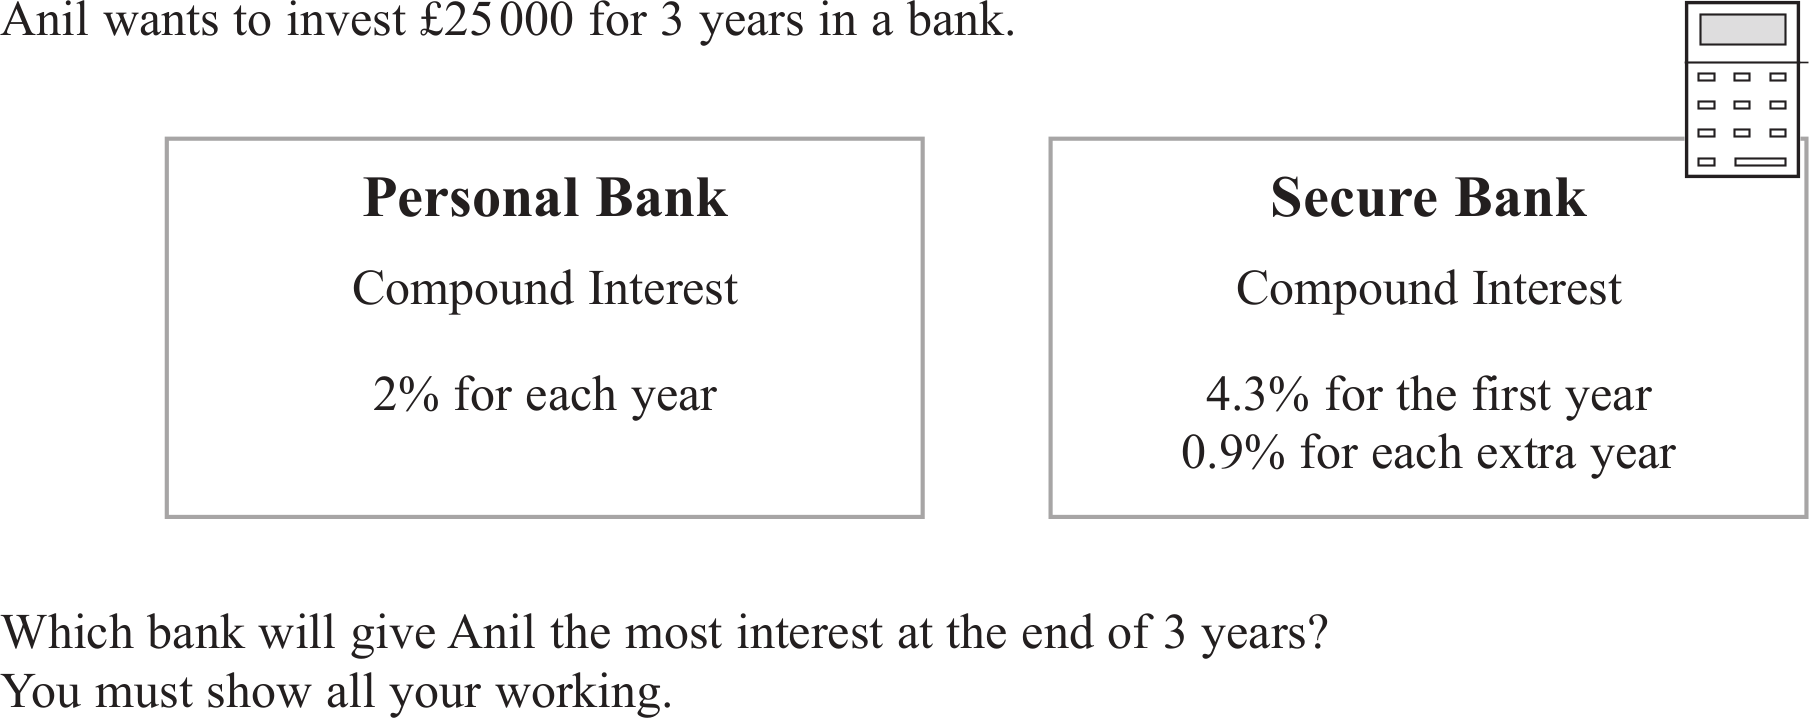 Anil wants to invest £25 000 for 3 years in a bank.
Personal Bank
Compound Interest
2% for each year
Secure Bank
Compound Interest
4.3% for the first year
0.9% for each extra year
Which bank will give Anil the most interest at the end of 3 years?
You must show all your working.